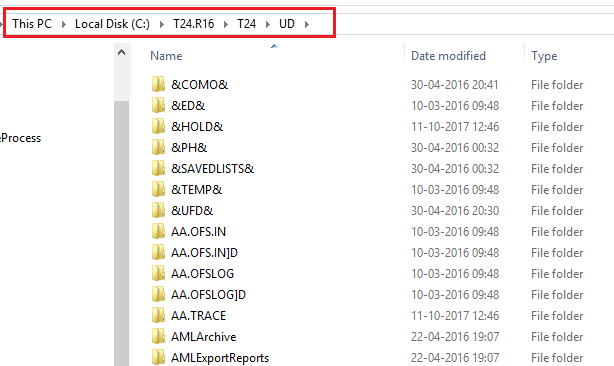 This PC Local Disk (C:) T24.R16 T24 UD
Name Date modified Type
&COMO& 30-04-2016 20:41 File folder
&ED& 10-03-2016 09:48 File folder
&HOLD& 11-10-2017 12:46 File folder
eProcess
&PH& 30-04-2016 00:32 File folder
&SAVEDLISTS& 30-04-2016 00:32 File folder
&TEMP& 10-03-2016 09:48 File folder
&UFD& 30-04-2016 20:30 File folder
AA.OFS.IN 10-03-2016 09:48 File folder
AA.OFS.IN]D 10-03-2016 09:48 File folder
AA.OFSLOG 10-03-2016 09:48 File folder
AA.OFSLOG]D 10-03-2016 09:48 File folder
AA.TRACE 11-10-2017 12:46 File folder
AMLArchive 22-04-2016 19:07 File folder
AMLExportReports 22-04-2016 19:07 File folder